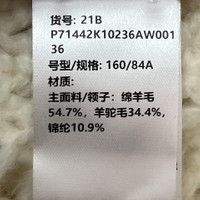 货号: 21B
P71442K10236AW001
36
号型/规格: 160/84A
材质:
主面料/领子: 绵羊毛
54.7%，羊驼毛34.4%，
锦纶10.9%